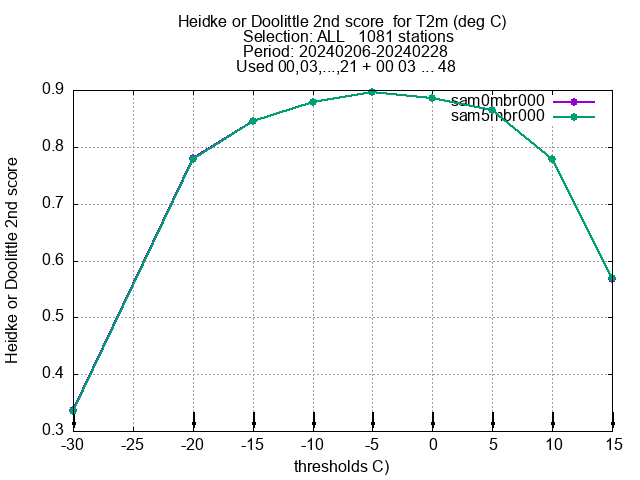 Heidke or Doolittle 2nd score  for T2m (deg C)
Selection: ALL   1081 stations
Period: 20240206-20240228
Used 00,03,...,21 + 00 03 ... 48
sam0mbr000
sam5mbr000
Heidke or Doolittle 2nd score
0.9
0.8
0.7
0.6
0.5
0.4
0.3
-30 -20 -15 -10 -5 0 5 10 15
thresholds C)